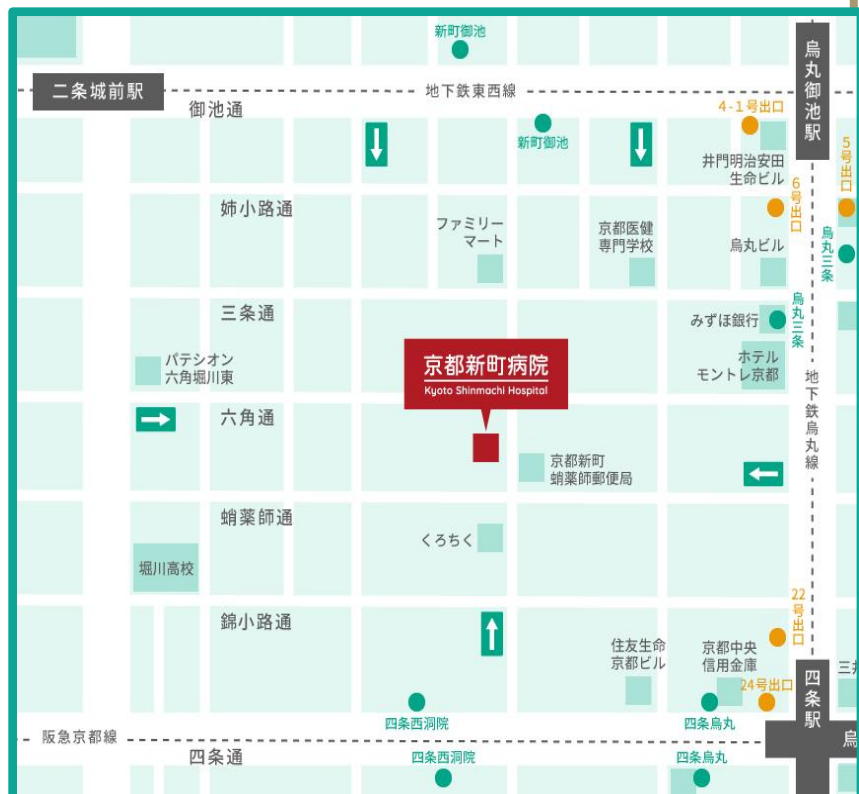 新町御池
烏丸御池駅
二条城前駅
地下鉄東西線
御池通
4-1号出口
新町御池
5号出口
井門明治安田
生命ビル
6号出口
姉小路通
ファミリー
マート
京都医健
専門学校
烏丸ビル
烏丸三条
三条通
みずほ銀行
烏丸三条
パデシオン
六角堀川東
京都新町病院
Kyoto Shinmachi Hospital
ホテル
モントレ京都
地下鉄烏丸線
六角通
京都新町
蛸薬師郵便局
蛸薬師通
くろちく
堀川高校
22号出口
錦小路通
住友生命
京都ビル
京都中央
信用金庫
24号出口
四条駅
三井
四条西洞院
四条烏丸
阪急京都線
烏
四条通
四条西洞院
四条烏丸